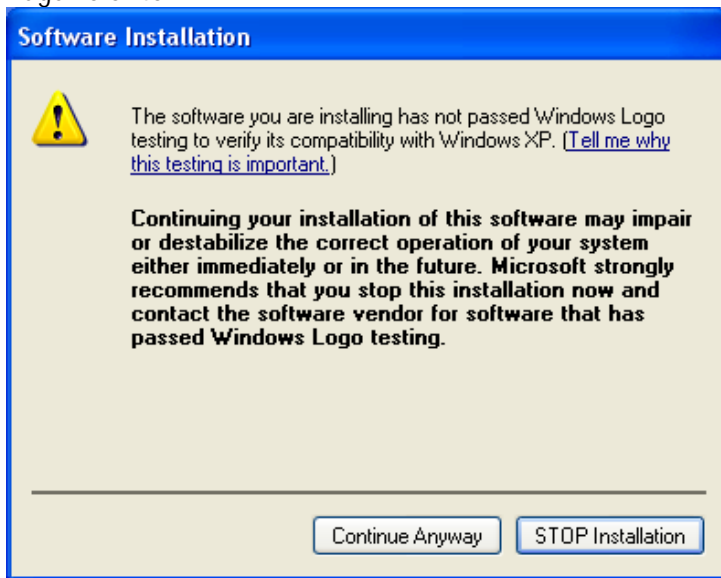 Software Installation
The software you are installing has not passed Windows Logo
testing to verify its compatibility with Windows XP. (Tell me why
this testing is important.)
Continuing your installation of this software may impair
or destabilize the correct operation of your system
either immediately or in the future. Microsoft strongly
recommends that you stop this installation now and
contact the software vendor for software that has
passed Windows Logo testing.
Continue Anyway
STOP Installation